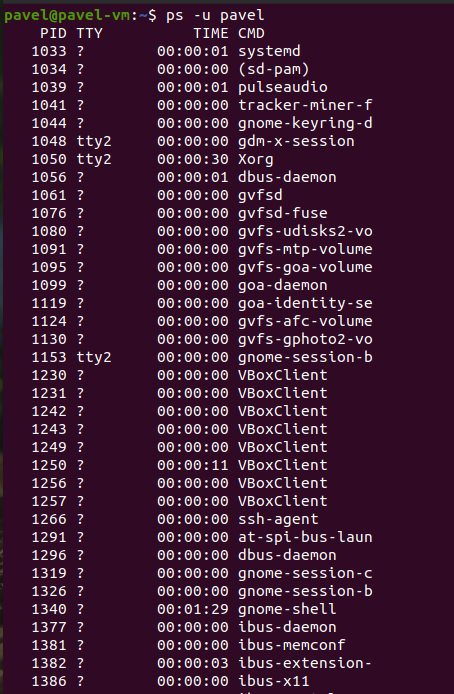 pavel@pavel-vm:~$ ps -u pavel
    PID TTY          TIME CMD
   1033 ?        00:00:01 systemd
   1034 ?        00:00:00 (sd-pam)
   1039 ?        00:00:01 pulseaudio
   1041 ?        00:00:00 tracker-miner-f
   1044 ?        00:00:00 gnome-keyring-d
   1048 tty2     00:00:00 gdm-x-session
   1050 tty2     00:00:30 Xorg
   1056 ?        00:00:01 dbus-daemon
   1061 ?        00:00:00 gvfsd
   1076 ?        00:00:00 gvfsd-fuse
   1080 ?        00:00:00 gvfs-udisks2-vo
   1091 ?        00:00:00 gvfs-mtp-volume
   1095 ?        00:00:00 gvfs-goa-volume
   1099 ?        00:00:00 goa-daemon
   1119 ?        00:00:00 goa-identity-se
   1124 ?        00:00:00 gvfs-afc-volume
   1130 ?        00:00:00 gvfs-gphoto2-vo
   1153 tty2     00:00:00 gnome-session-b
   1230 ?        00:00:00 VBoxClient
   1231 ?        00:00:00 VBoxClient
   1242 ?        00:00:00 VBoxClient
   1243 ?        00:00:00 VBoxClient
   1249 ?        00:00:00 VBoxClient
   1250 ?        00:00:11 VBoxClient
   1256 ?        00:00:00 VBoxClient
   1257 ?        00:00:00 VBoxClient
   1266 ?        00:00:00 ssh-agent
   1291 ?        00:00:00 at-spi-bus-laun
   1296 ?        00:00:00 dbus-daemon
   1319 ?        00:00:00 gnome-session-c
   1326 ?        00:00:00 gnome-session-b
   1340 ?        00:01:29 gnome-shell
   1377 ?        00:00:00 ibus-daemon
   1381 ?        00:00:00 ibus-memconf
   1382 ?        00:00:03 ibus-extension-
   1386 ?        00:00:00 ibus-x11